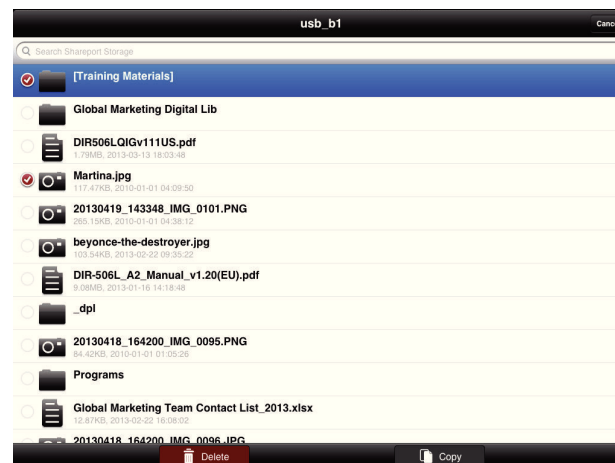 usb_b1
Cance
Search Shareport Storage
[Training Materials]
Global Marketing Digital Lib
DIR506LQIGv111US.pdf
1.79MB, 2013-03-13 18:03:48
Martina.jpg
117.47KB, 2010-01-01 04:09:50
20130419_143348_IMG_0101.PNG
265.15KB, 2010-01-01 04:38:12
beyonce-the-destroyer.jpg
103.54KB, 2013-02-22 09:35:22
DIR-506L_A2_Manual_v1.20(EU).pdf
9.08MB, 2013-01-16 14:18:48
_dpl
20130418_164200_IMG_0095.PNG
84.42KB, 2010-01-01 01:05:26
Programs
Global Marketing Team Contact List_2013.xlsx
12.87KB, 2013-02-22 16:08:02
20130418_164200_IMG_0096.JPG
Delete
Copy